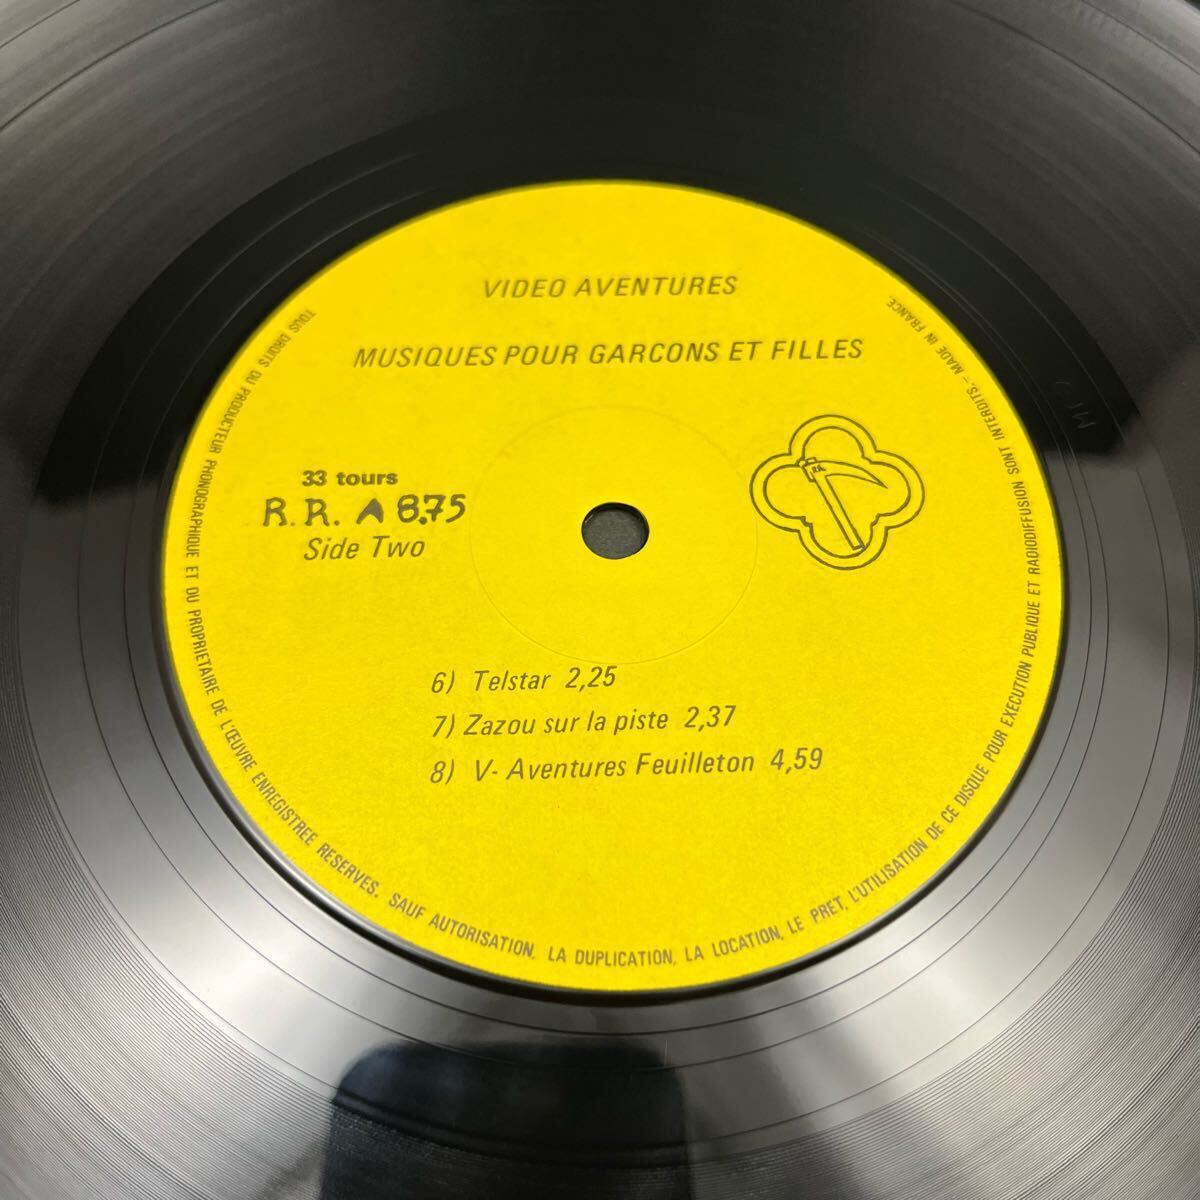 VIDEO AVENTURES
MUSIQUES POUR GARCONS ET FILLES
33 tours
R.R. A 8.75
Side Two
RR
6) Telstar 2,25
7) Zazou sur la piste 2,37
8) V- Aventures Feuilleton 4,59
TOUS DROITS DU PRODUCTEUR PHONOGRAPHIQUE ET DU PROPRIETAIRE DE L'ŒUVRE ENREGISTREE RESERVES. SAUF AUTORISATION, LA DUPLICATION, LA LOCATION, LE PRET, L'UTILISATION DE CE DISQUE POUR EXECUTION PUBLIQUE ET RADIODIFFUSION SONT INTERDITS. - MADE IN FRANCE.